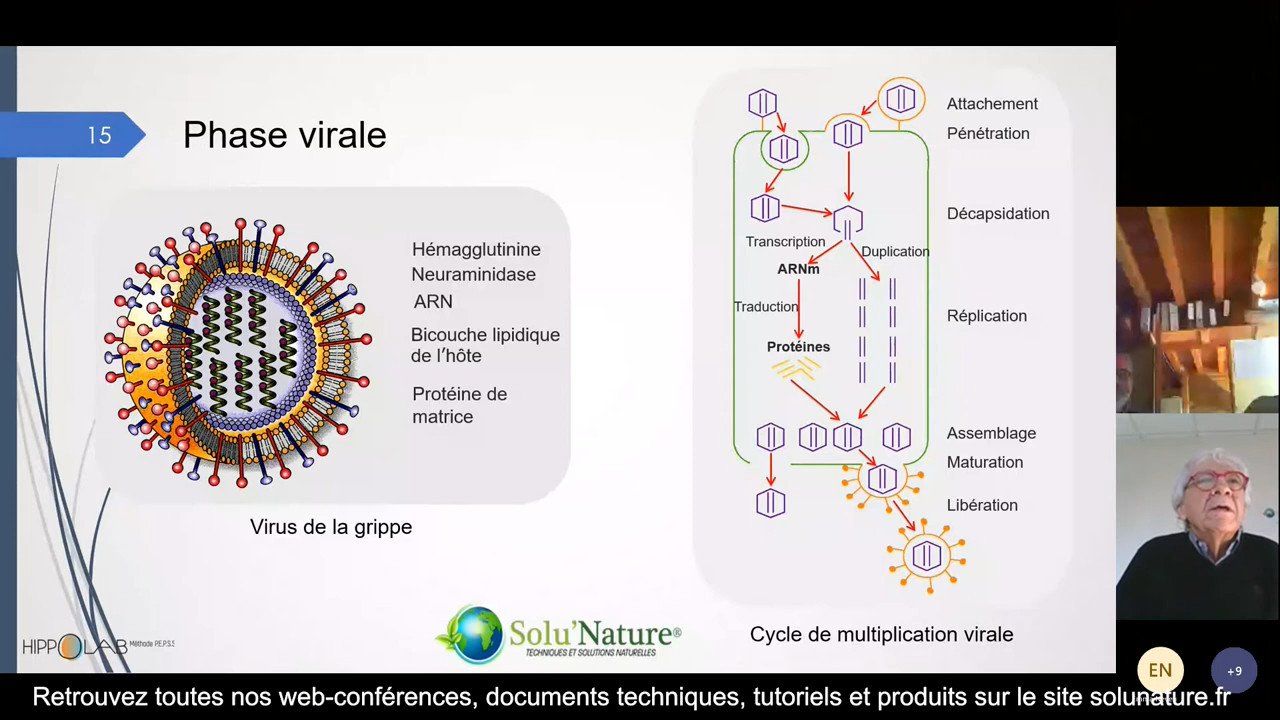 15
Phase virale
Hémagglutinine
Neuraminidase
ARN
Bicouche lipidique
de l'hôte
Protéine de
matrice
Virus de la grippe
Attachement
Pénétration
Décapsidation
Transcription
Duplication
ARNm
Traduction
Réplication
Protéines
Assemblage
Maturation
Libération
Cycle de multiplication virale
HIPPOLAB Méthode P.E.P.S.S
Solu'Nature®
TECHNIQUES ET SOLUTIONS NATURELLES
EN
+9
Retrouvez toutes nos web-conférences, documents techniques, tutoriels et produits sur le site solunature.fr